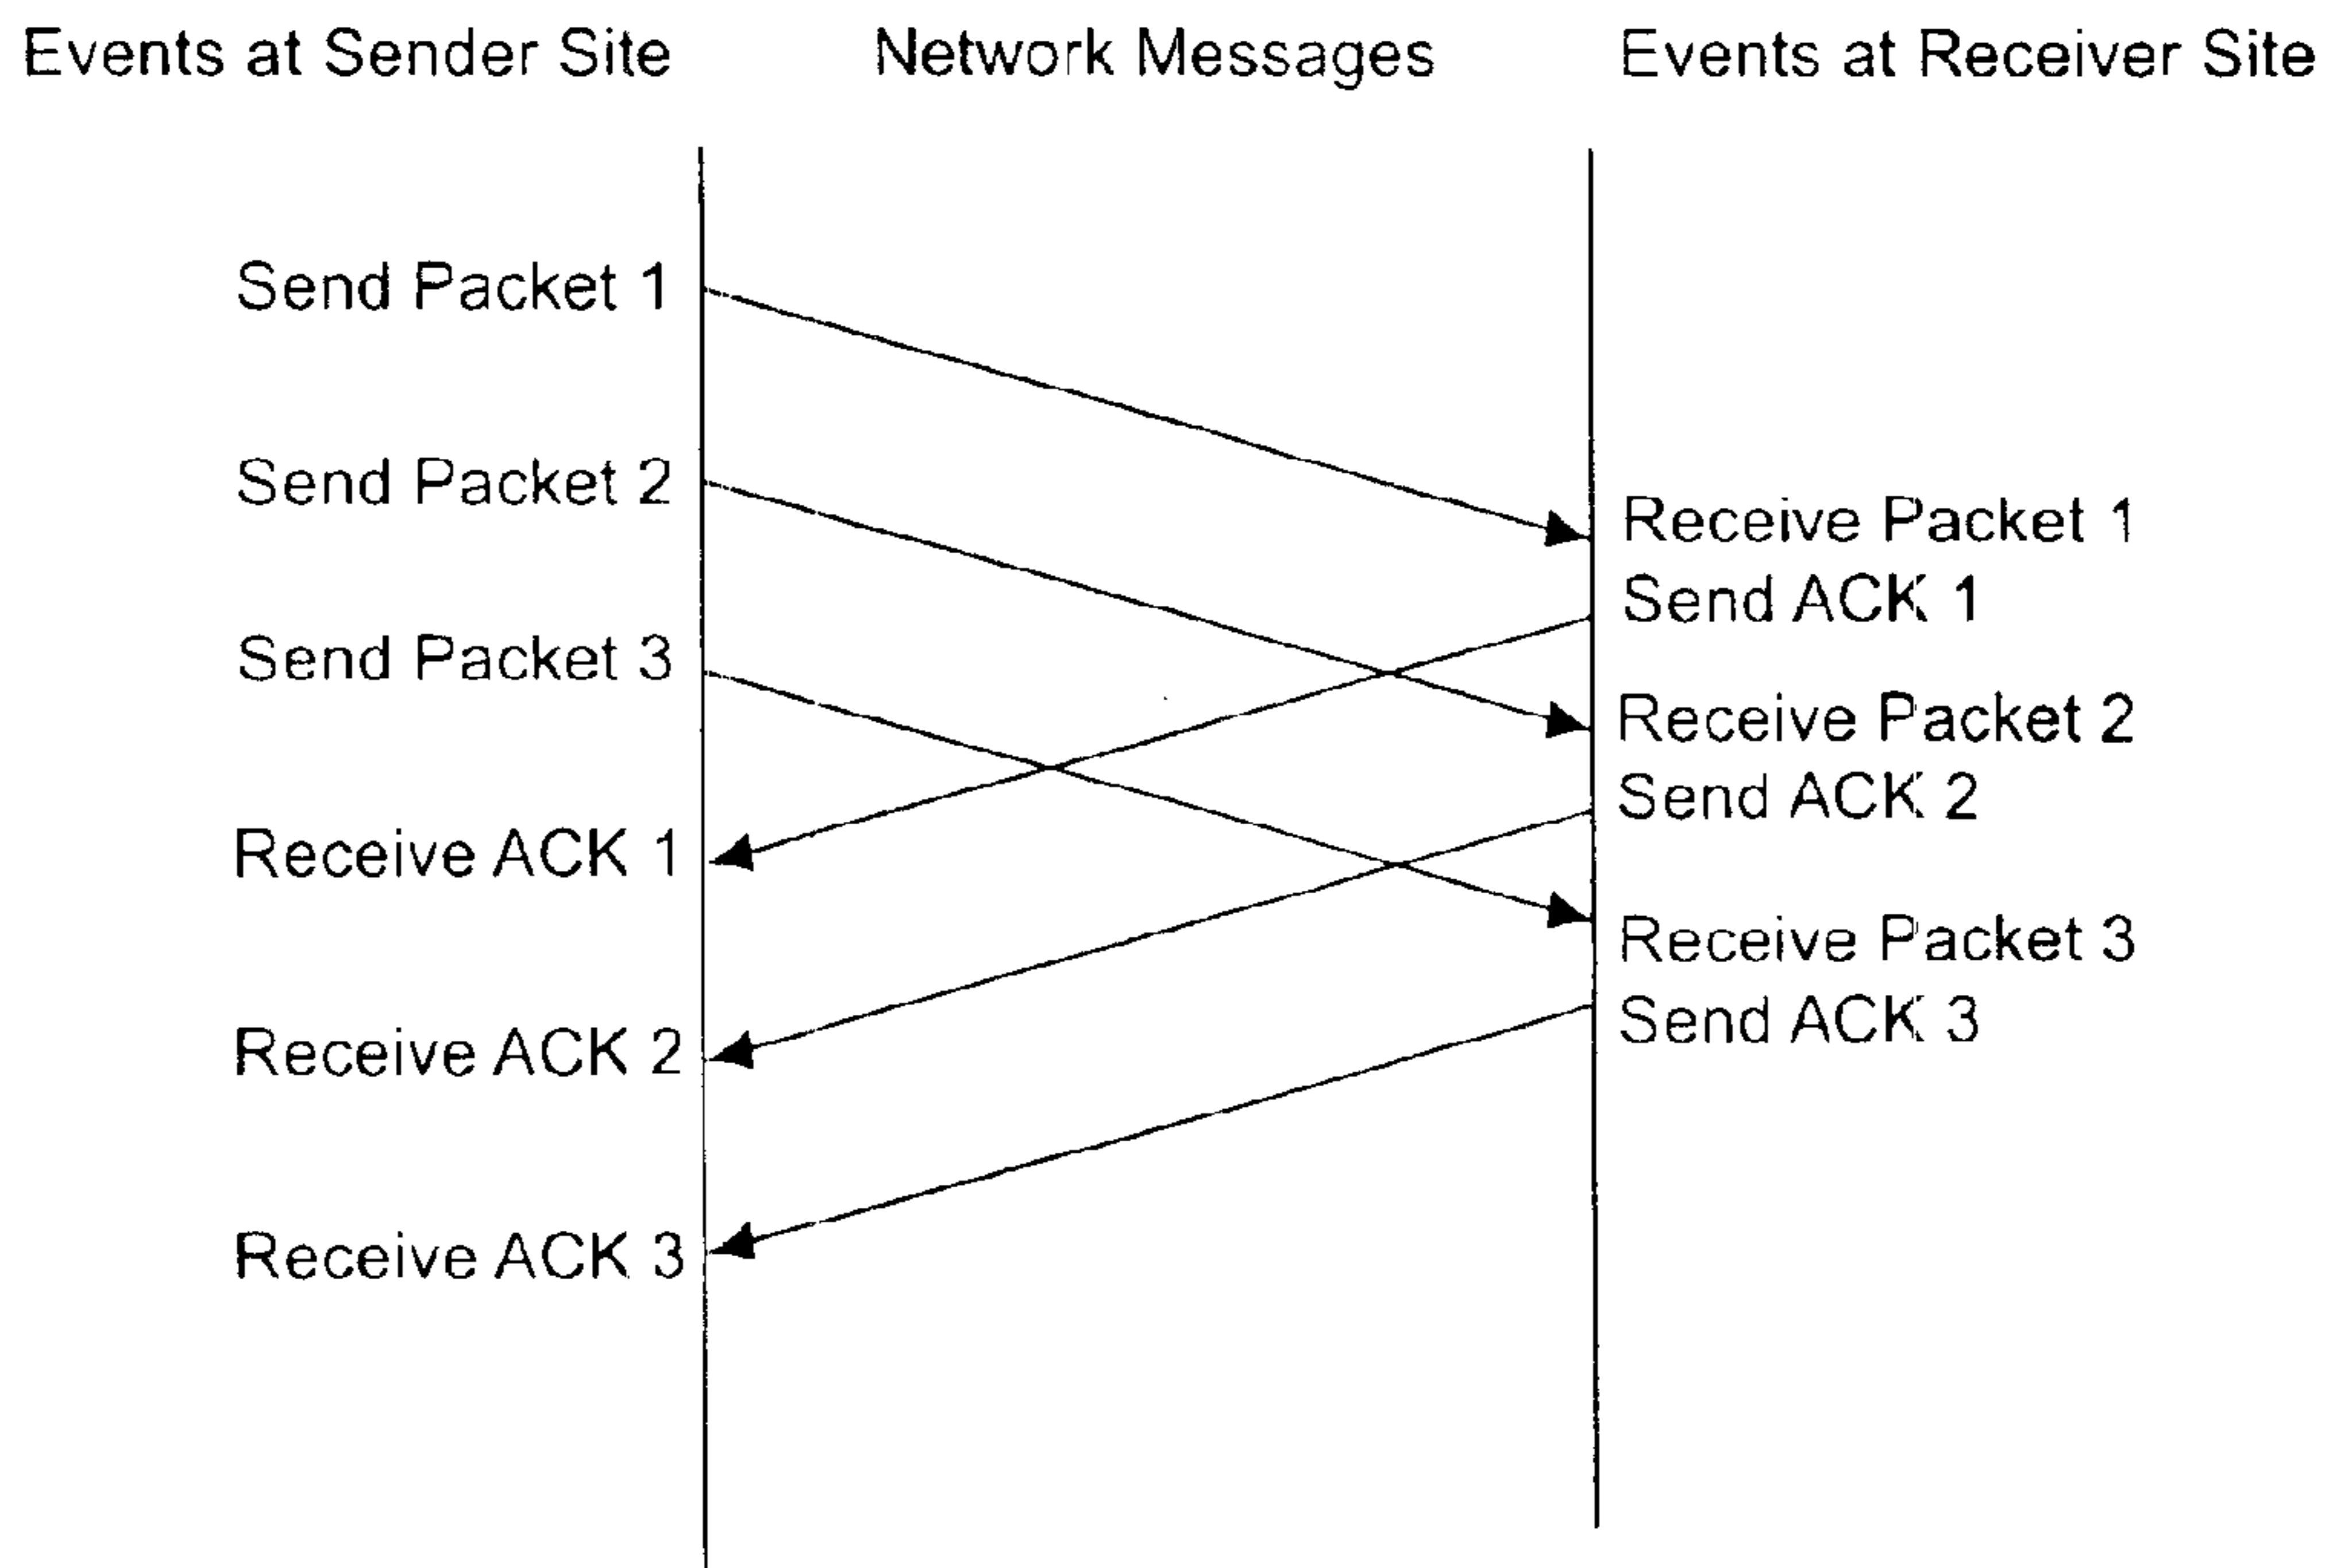 Events at Sender Site
Network Messages
Events at Receiver Site
Send Packet 1
Send Packet 2
Send Packet 3
Receive ACK 1
Receive ACK 2
Receive ACK 3
Receive Packet 1
Send ACK 1
Receive Packet 2
Send ACK 2
Receive Packet 3
Send ACK 3